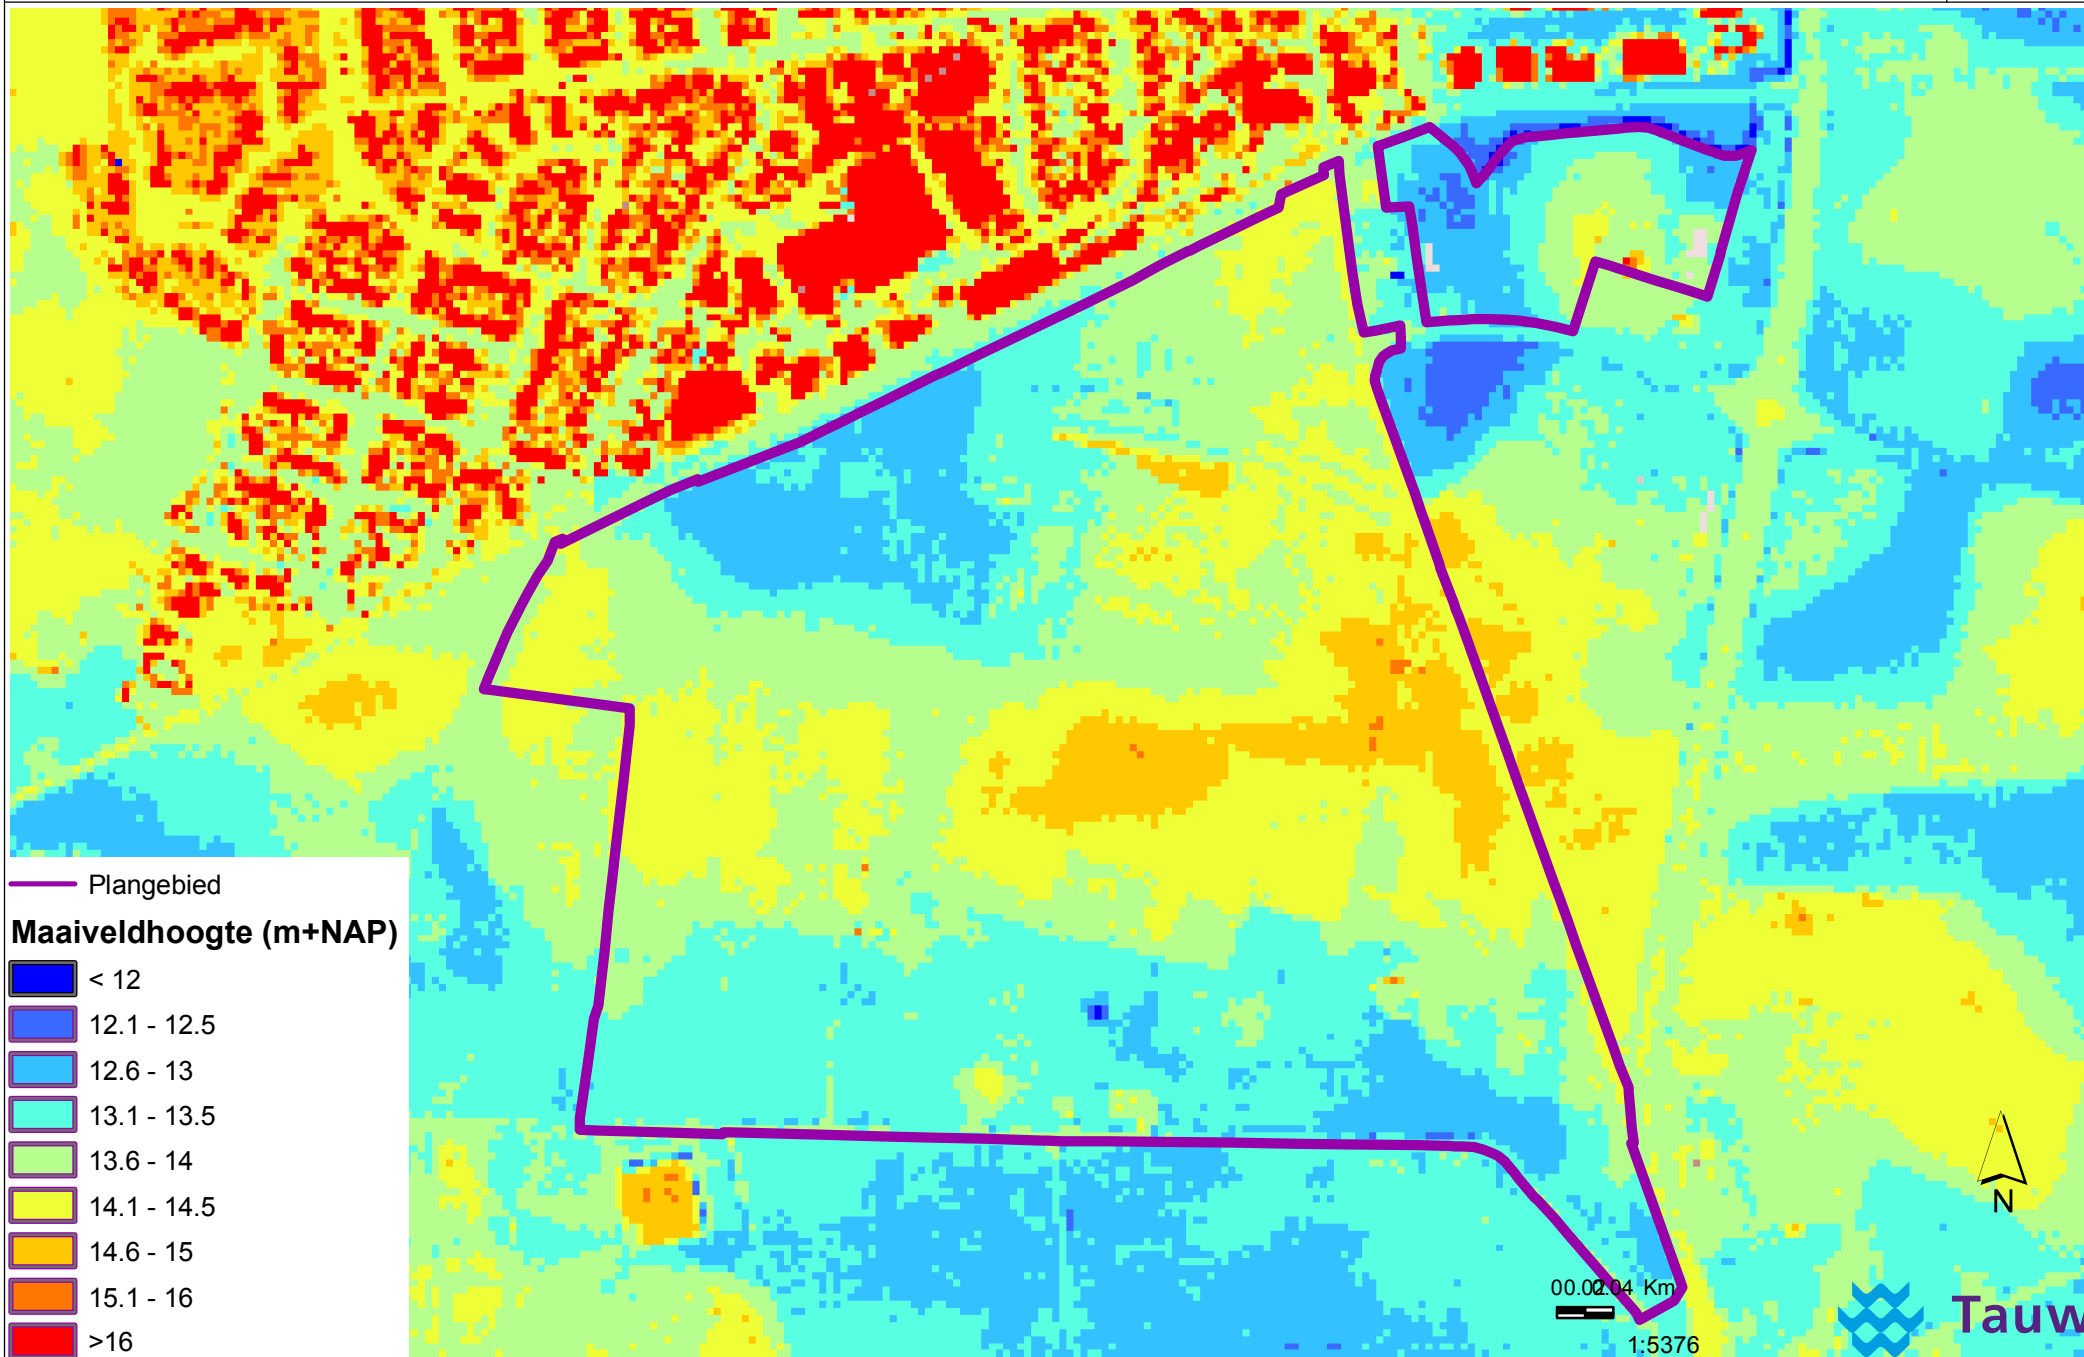 Plangebied
Maaiveldhoogte (m+NAP)
< 12
12.1 - 12.5
12.6 - 13
13.1 - 13.5
13.6 - 14
14.1 - 14.5
14.6 - 15
15.1 - 16
>16
N
Km
1:5376
Tauw